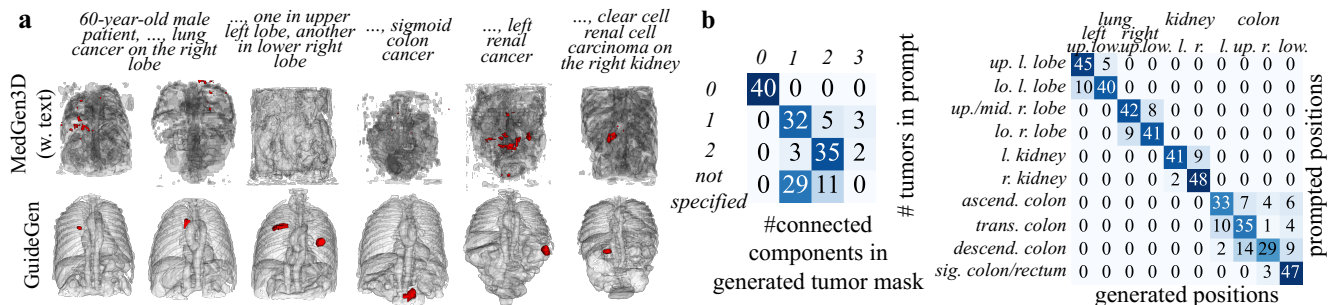 a
60-year-old male
patient, …, lung
cancer on the right
lobe
…, one in upper
left lobe, another
in lower right
lobe
…, sigmoid
colon
cancer
…, left
renal
cancer
…, clear cell
renal cell
carcinoma on
the right kidney
MedGen3D
(w. text)
GuideGen
b
0 1 2 3
0 40 0 0 0
1 0 32 5 3
2 0 3 35 2
not
specified
0 29 11 0
#connected
components in
generated tumor mask
# tumors in prompt
lung kidney colon
left right
up. low. up. low. l. r. l. up. r. low.
up. l. lobe 45 5 0 0 0 0 0 0 0 0
lo. l. lobe 10 40 0 0 0 0 0 0 0 0
up./mid. r. lobe 0 0 42 8 0 0 0 0 0 0
lo. r. lobe 0 0 9 41 0 0 0 0 0 0
l. kidney 0 0 0 0 41 9 0 0 0 0
r. kidney 0 0 0 0 2 48 0 0 0 0
ascend. colon 0 0 0 0 0 0 33 7 4 6
trans. colon 0 0 0 0 0 0 10 35 1 4
descend. colon 0 0 0 0 0 0 2 14 29 9
sig. colon/rectum 0 0 0 0 0 0 0 0 3 47
generated positions
prompted positions